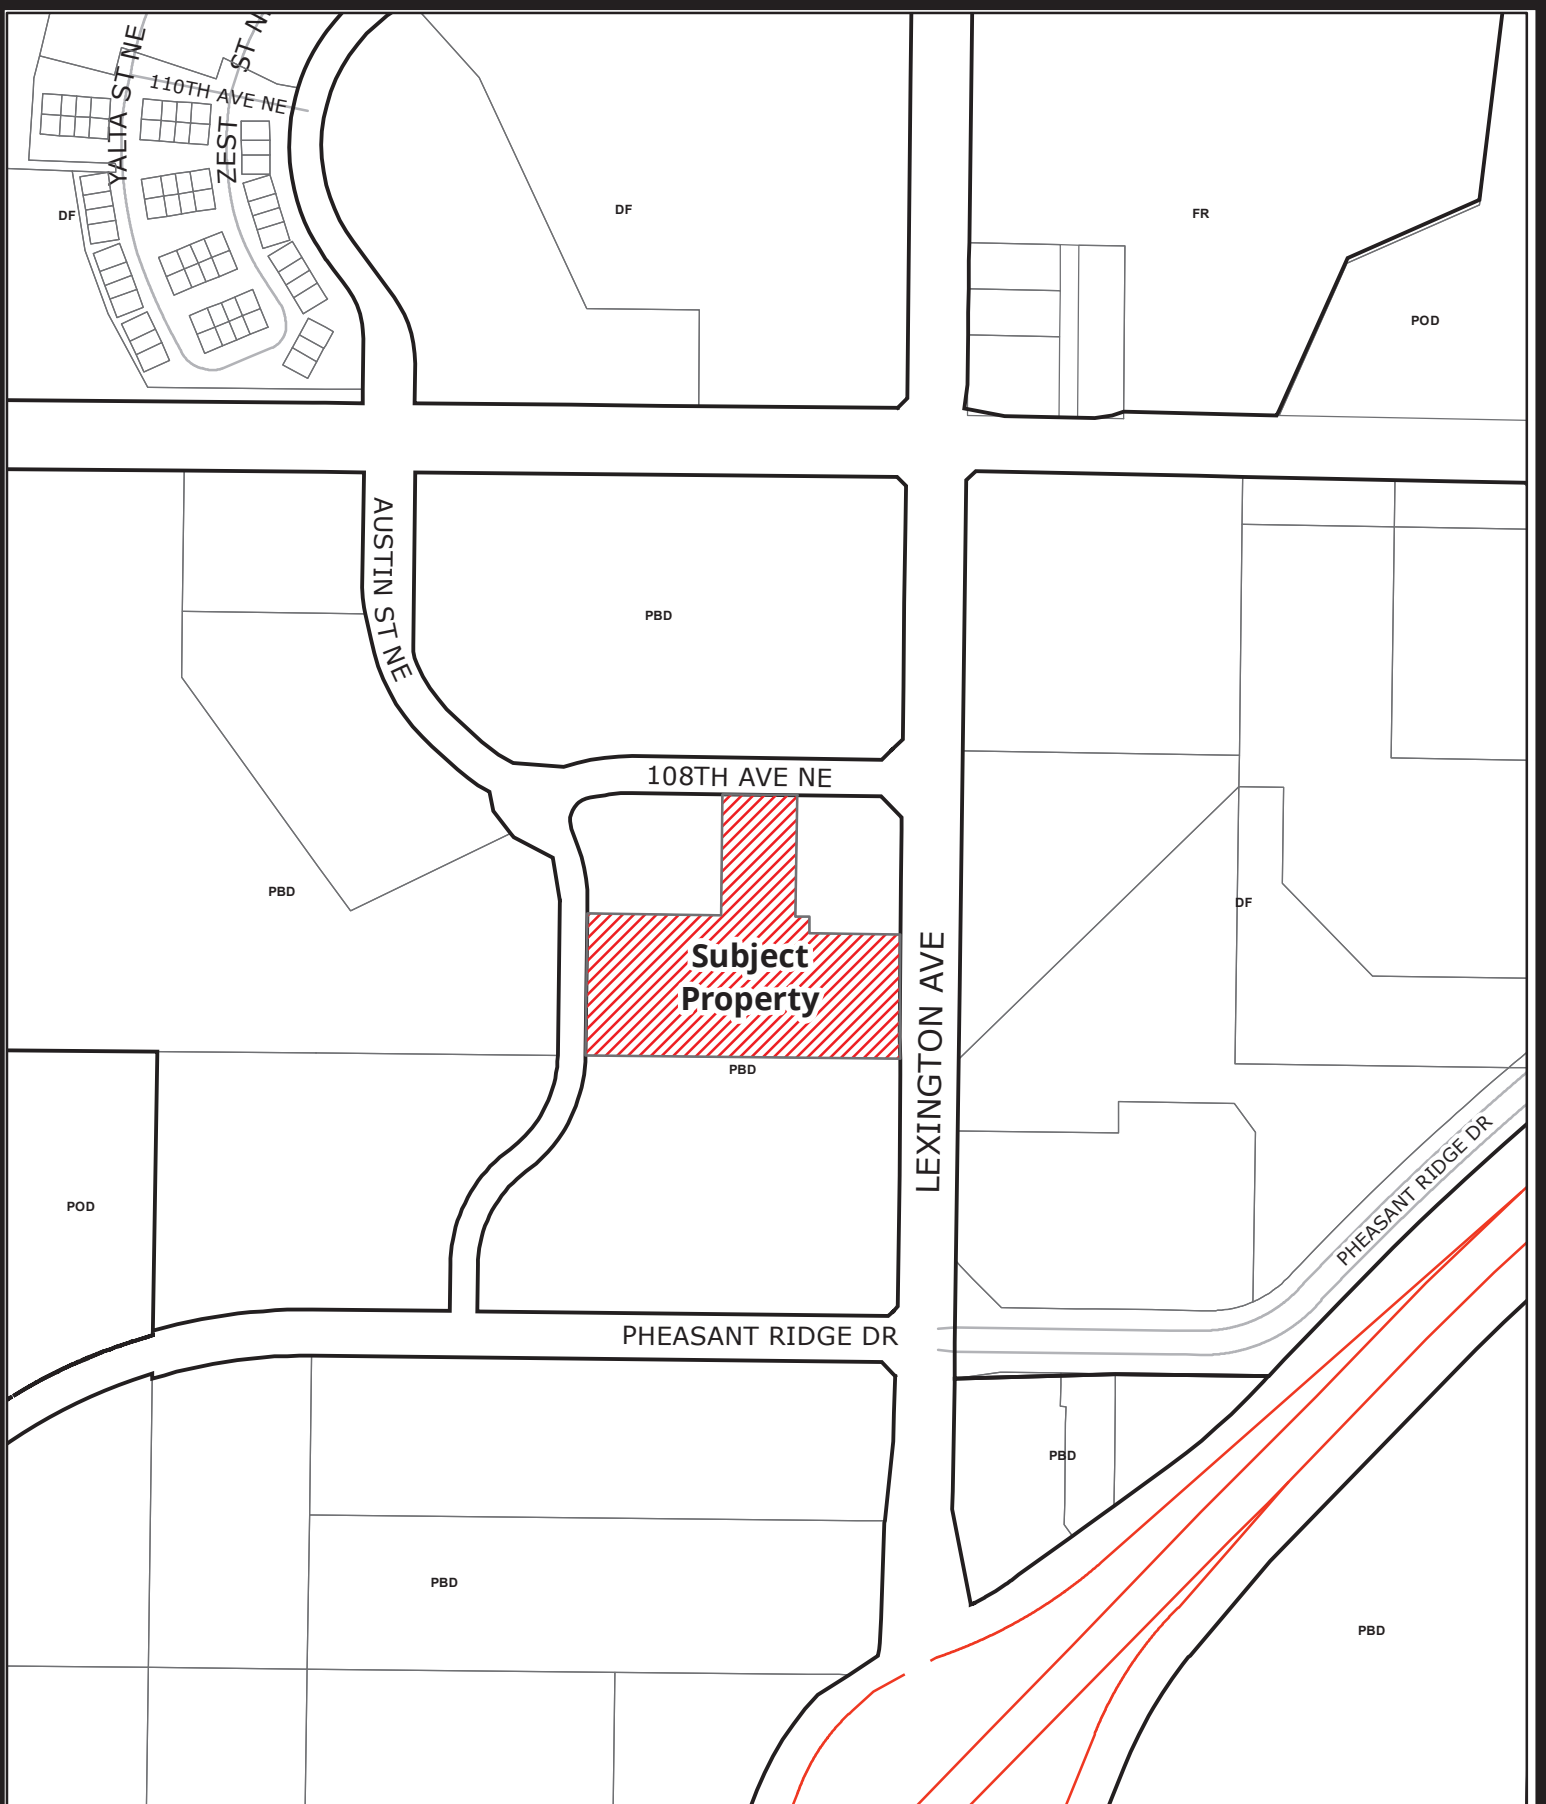 YALTA ST NE
ST N
110TH AVE NE
ZEST
DF
DF
FR
POD
AUSTIN ST NE
PBD
108TH AVE NE
PBD
DF
Subject
Property
LEXINGTON AVE
PBD
PHEASANT RIDGE DR
POD
PHEASANT RIDGE DR
PBD
PBD
PBD